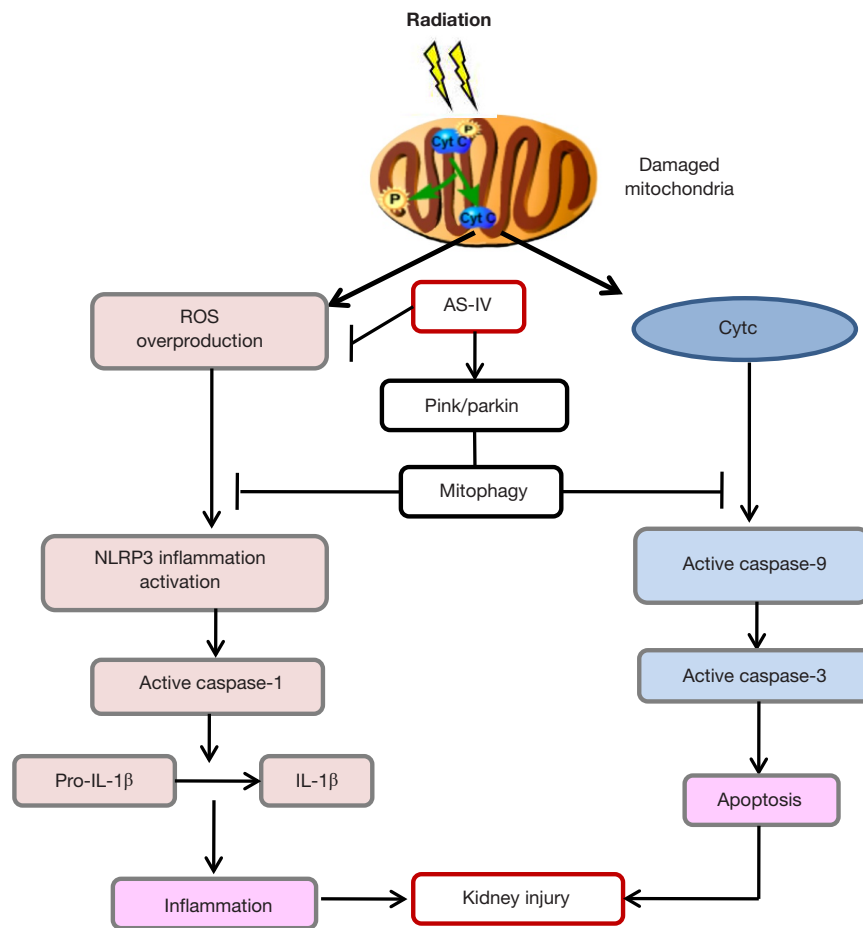 Radiation
P
Cyt C
P
Cyt C
Damaged
mitochondria
ROS
overproduction
AS-IV
Cytc
Pink/parkin
Mitophagy
NLRP3 inflammation
activation
Active caspase-9
Active caspase-1
Active caspase-3
Pro-IL-1β
IL-1β
Apoptosis
Inflammation
Kidney injury